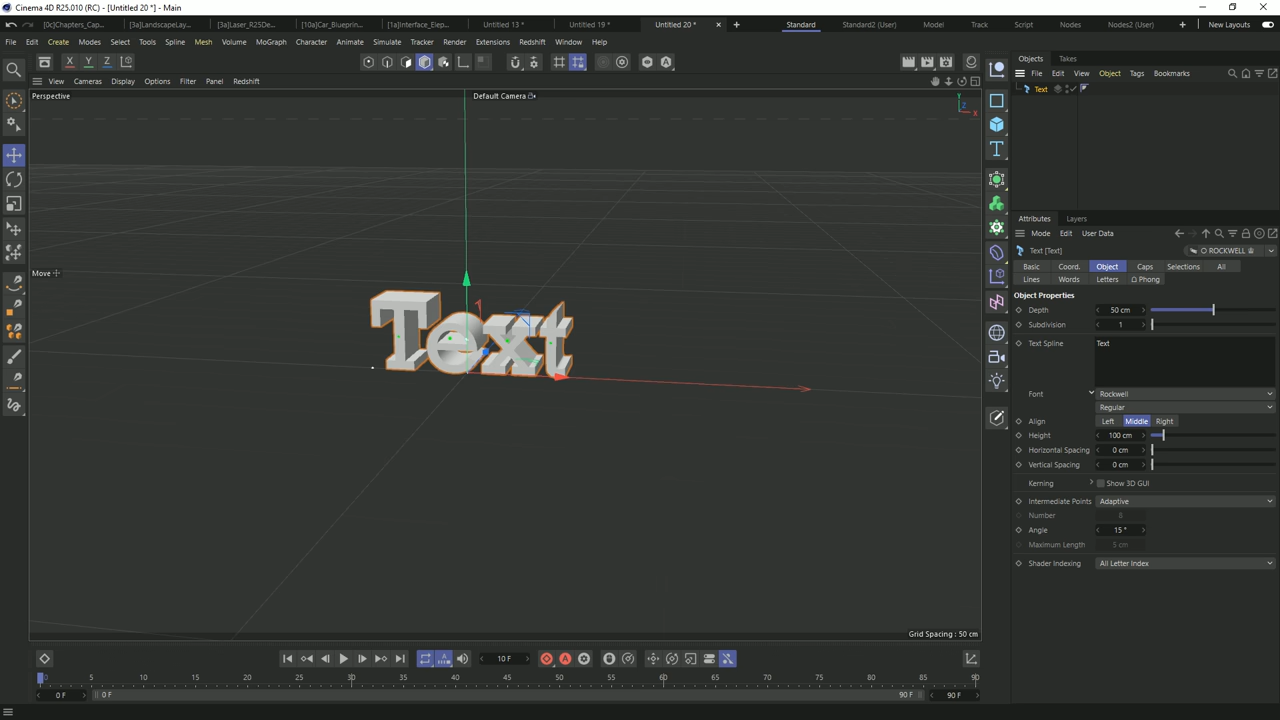 Cinema 4D R25.010 (RC) - [Untitled 20 *] - Main
[0c]Chapters_Cap... [3a]LandscapeLay... [3a]Laser_R25De... [10a]Car_Blueprin... [1a]Interface_Elep... Untitled 13 * Untitled 19 * Untitled 20 * × + Standard Standard2 (User) Model Track Script Nodes Nodes2 (User) + New Layouts
File Edit Create Modes Select Tools Spline Mesh Volume MoGraph Character Animate Simulate Tracker Render Extensions Redshift Window Help
X Y Z
Objects Takes
File Edit View Object Tags Bookmarks
View Cameras Display Options Filter Panel Redshift
Text
Perspective
Default Camera
Y
Z
X
Move
Text
Attributes Layers
Mode Edit User Data
Text [Text]
ROCKWELL
Basic Coord. Object Caps Selections All
Lines Words Letters Phong
Object Properties
Depth 50 cm
Subdivision 1
Text Spline Text
Font Rockwell
Regular
Align Left Middle Right
Height 100 cm
Horizontal Spacing 0 cm
Vertical Spacing 0 cm
Kerning Show 3D GUI
Intermediate Points Adaptive
Number 8
Angle 15 °
Maximum Length 5 cm
Shader Indexing All Letter Index
Grid Spacing : 50 cm
10 F
0 5 10 15 20 25 30 35 40 45 50 55 60 65 70 75 80 85 90
0 F 0 F 90 F 90 F